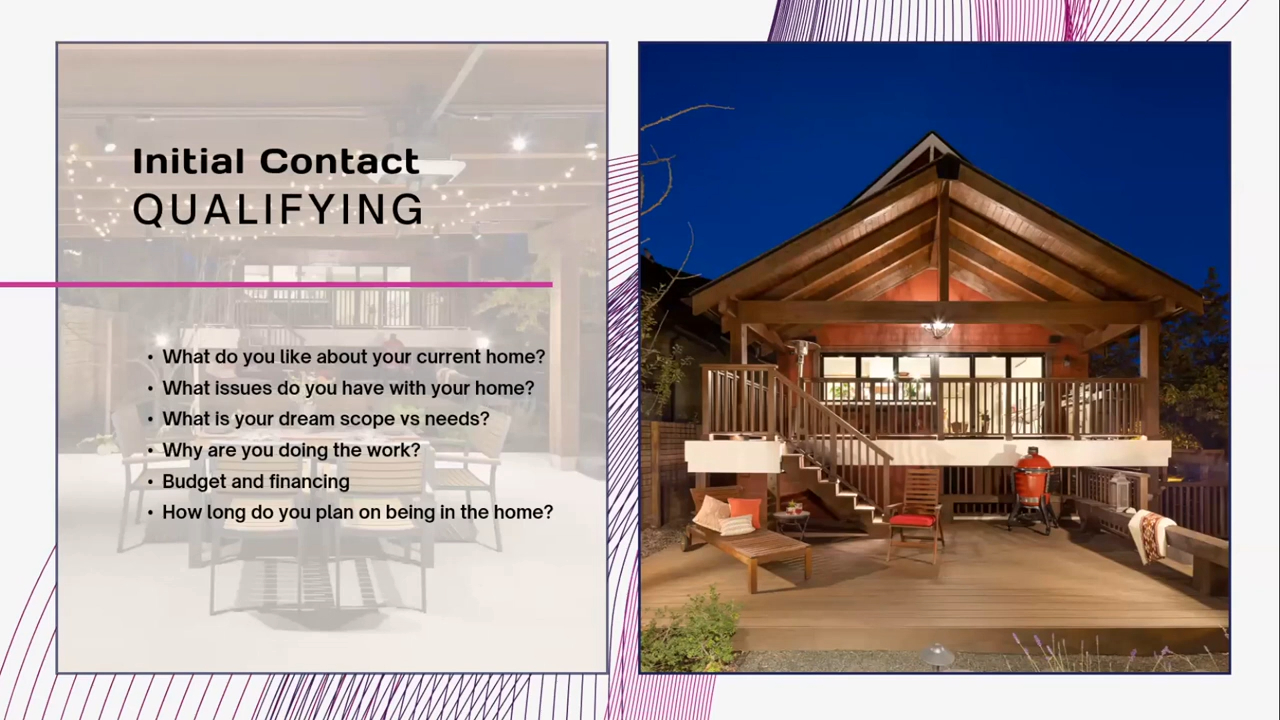 Initial Contact
QUALIFYING
• What do you like about your current home?
• What issues do you have with your home?
• What is your dream scope vs needs?
• Why are you doing the work?
• Budget and financing
• How long do you plan on being in the home?